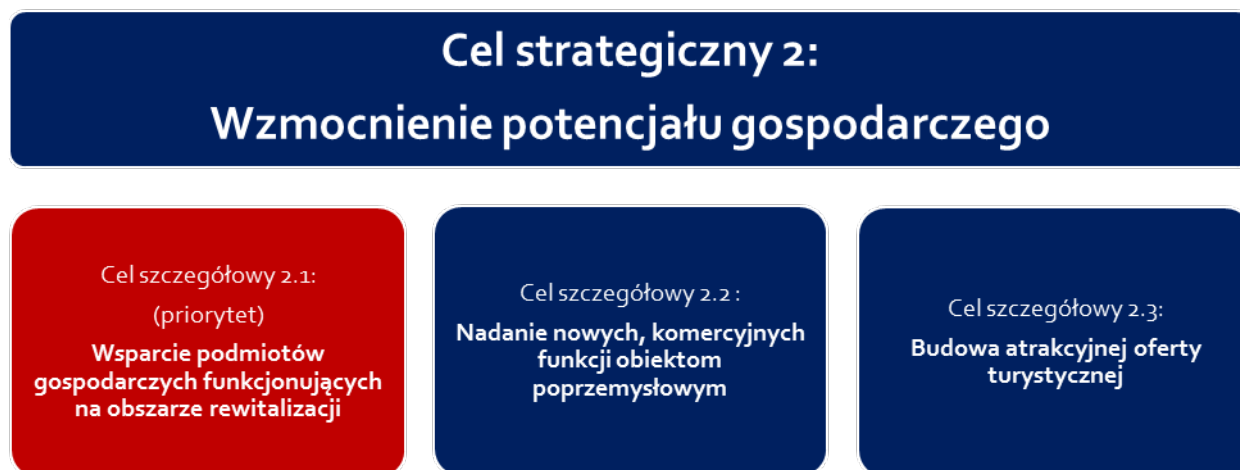 Cel strategiczny 2:
Wzmocnienie potencjału gospodarczego
Cel szczegółowy 2.1:
(priorytet)
Wsparcie podmiotów
gospodarczych funkcjonujących
na obszarze rewitalizacji
Cel szczegółowy 2.2 :
Nadanie nowych, komercyjnych
funkcji obiektom
poprzemysłowym
Cel szczegółowy 2.3:
Budowa atrakcyjnej oferty
turystycznej